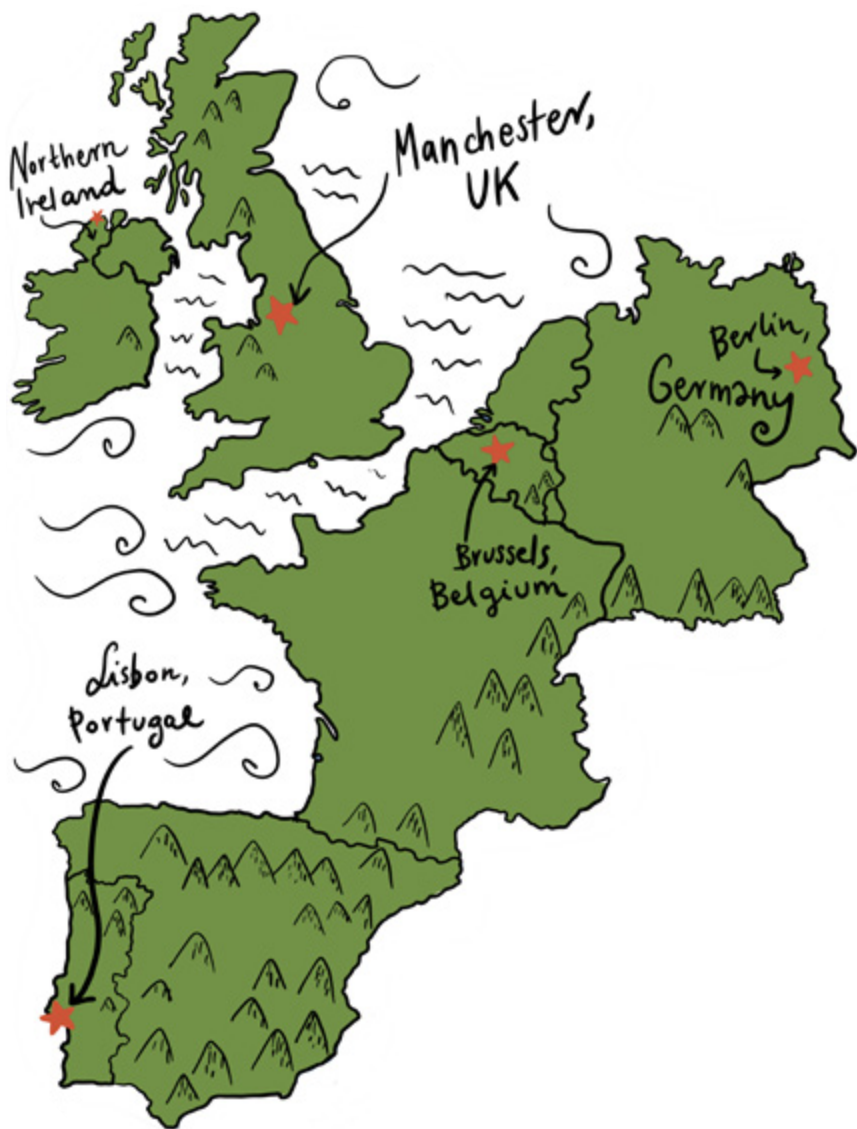 Manchester,
UK
Northern
Ireland
Berlin,
Germany
Brussels,
Belgium
Lisbon,
Portugal